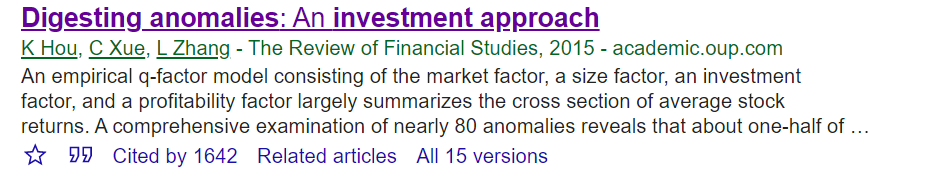 Digesting anomalies: An investment approach
K Hou, C Xue, L Zhang - The Review of Financial Studies, 2015 - academic.oup.com
An empirical q-factor model consisting of the market factor, a size factor, an investment
factor, and a profitability factor largely summarizes the cross section of average stock
returns. A comprehensive examination of nearly 80 anomalies reveals that about one-half of …
Cited by 1642 Related articles All 15 versions